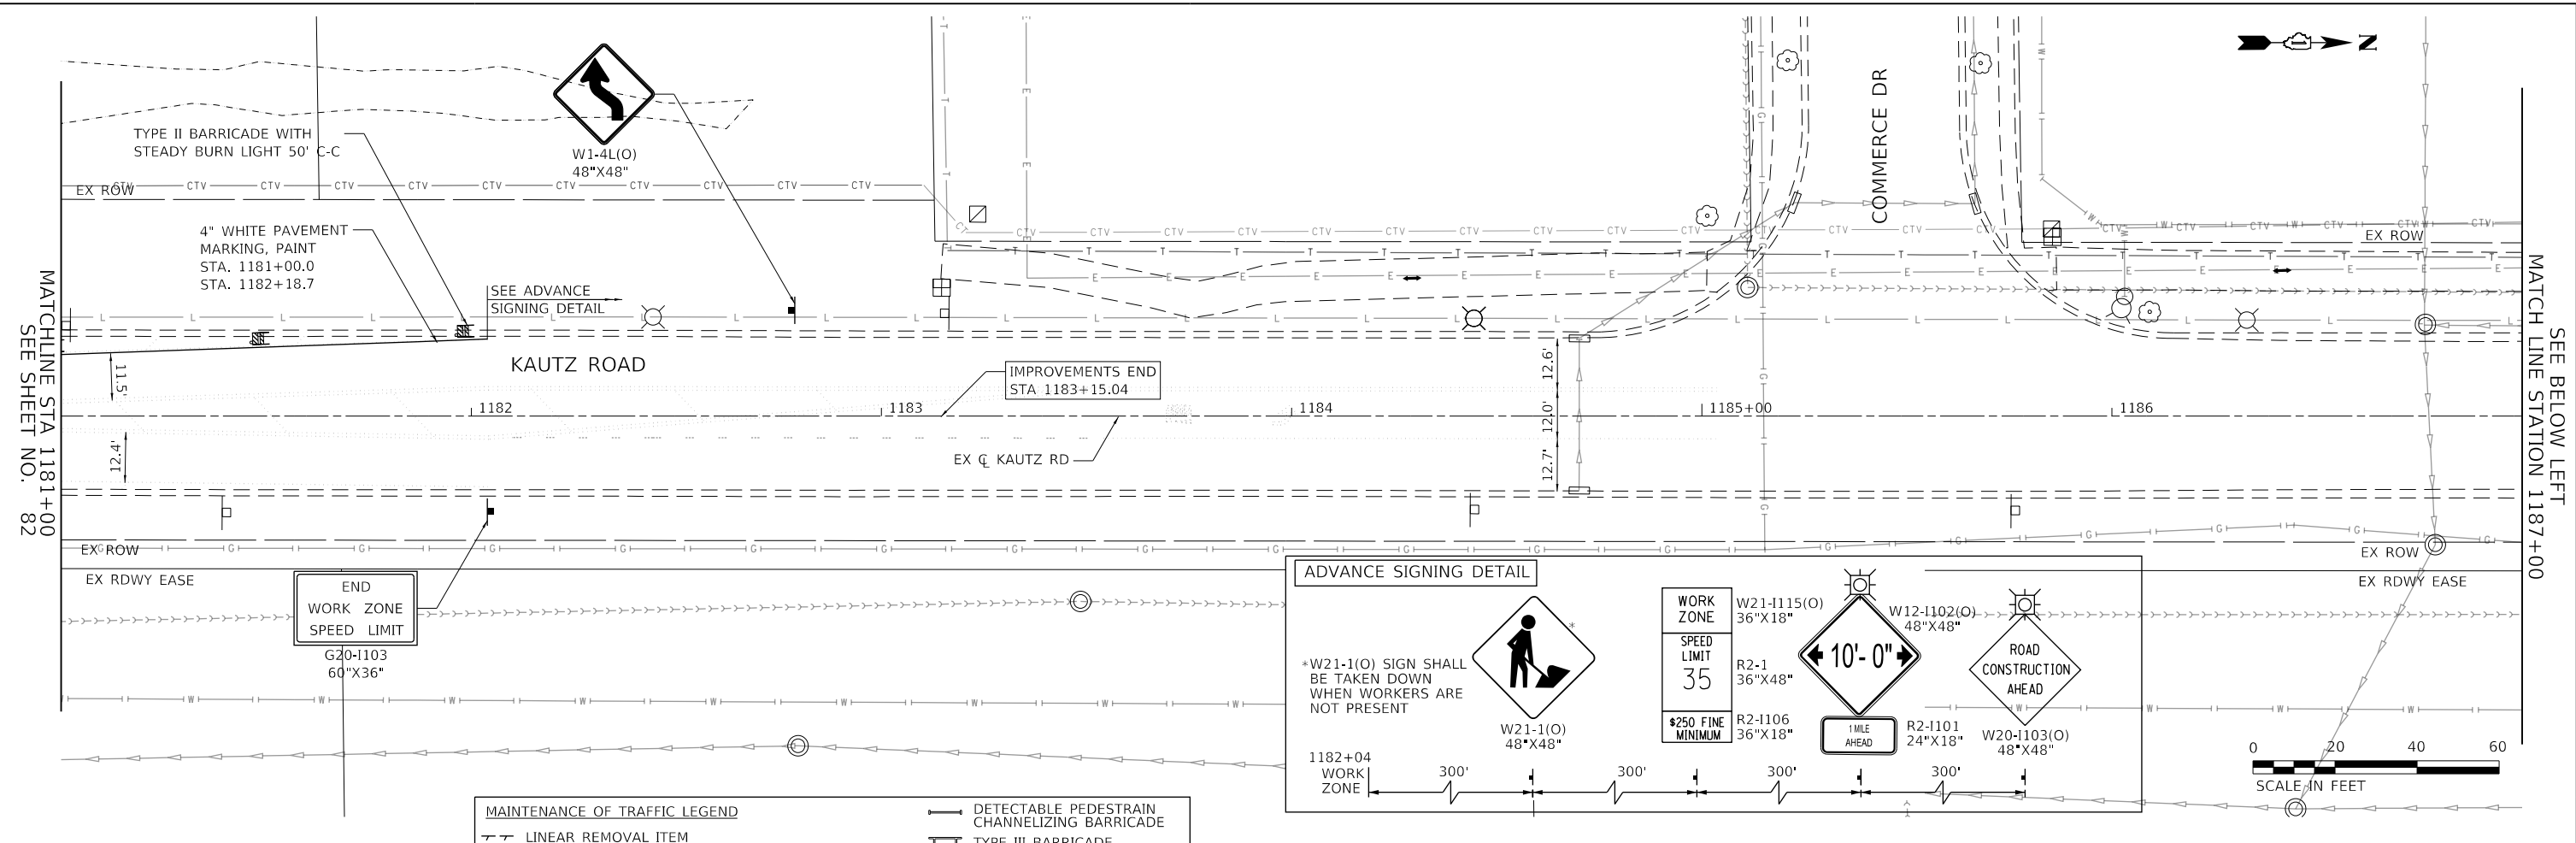 N
COMMERCE DR
W1-4L(O)
48"X48"
TYPE II BARRICADE WITH
STEADY BURN LIGHT 50' C-C
EX ROW
4" WHITE PAVEMENT
MARKING, PAINT
STA. 1181+00.0
STA. 1182+18.7
SEE ADVANCE
SIGNING DETAIL
EX ROW
MATCHLINE STA 1181+00
SEE SHEET NO. 82
SEE BELOW LEFT
MATCH LINE STATION 1187+00
KAUTZ ROAD
IMPROVEMENTS END
STA 1183+15.04
11.5'
12.4'
12.6'
12.0'
12.7'
1182
1183
1184
1185+00
1186
EX ℄ KAUTZ RD
EX ROW
EX RDWY EASE
EX ROW
EX RDWY EASE
END
WORK ZONE
SPEED LIMIT
G20-I103
60"X36"
ADVANCE SIGNING DETAIL
*W21-1(O) SIGN SHALL
BE TAKEN DOWN
WHEN WORKERS ARE
NOT PRESENT
*
W21-1(O)
48"X48"
WORK
ZONE
W21-I115(O)
36"X18"
SPEED
LIMIT
35
R2-1
36"X48"
$250 FINE
MINIMUM
R2-I106
36"X18"
10'-0"
W12-I102(O)
48"X48"
1 MILE
AHEAD
R2-I101
24"X18"
ROAD
CONSTRUCTION
AHEAD
W20-I103(O)
48"X48"
1182+04
WORK
ZONE
300'
300'
300'
300'
0 20 40 60
SCALE IN FEET
MAINTENANCE OF TRAFFIC LEGEND
LINEAR REMOVAL ITEM
DETECTABLE PEDESTRAIN
CHANNELIZING BARRICADE
TYPE III BARRICADE